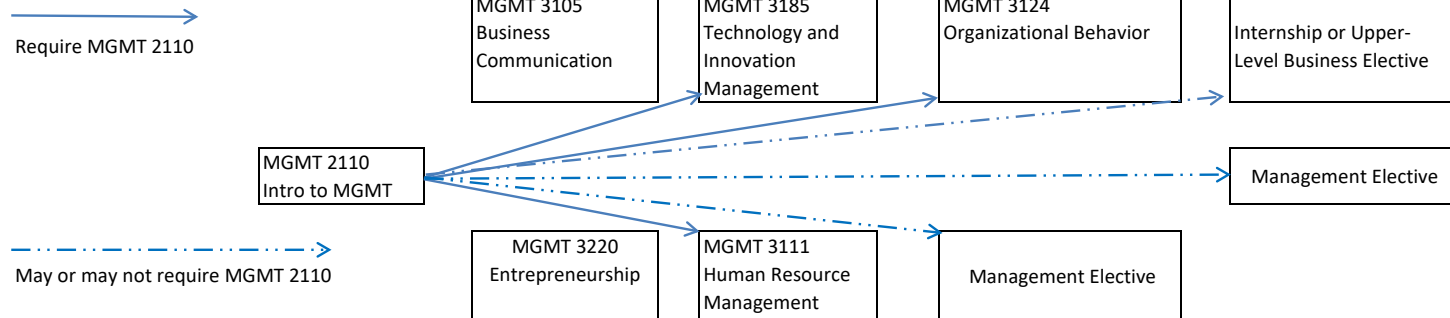 MGMT 3105
MGMT 3185
MGMT 3124
Require MGMT 2110
Business
Communication
Technology and
Innovation
Management
Organizational Behavior
Internship or Upper-
Level Business Elective
MGMT 2110
Intro to MGMT
Management Elective
May or may not require MGMT 2110
MGMT 3220
Entrepreneurship
MGMT 3111
Human Resource
Management
Management Elective